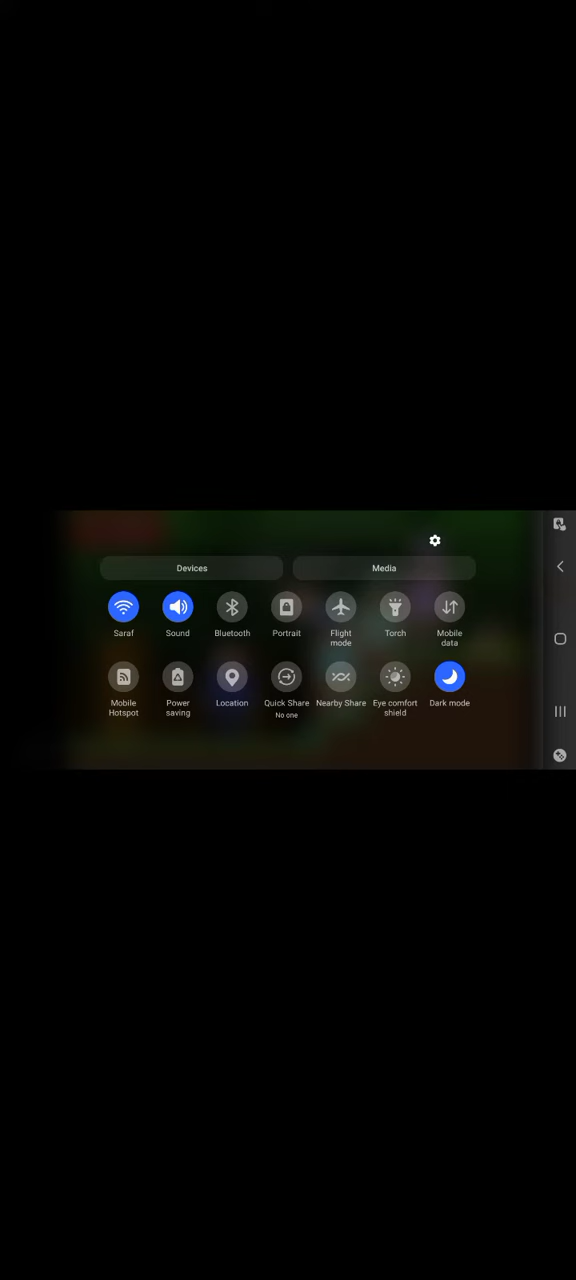 Devices Media
Saraf Sound Bluetooth Portrait Flight mode Torch Mobile data
Mobile Hotspot Power saving Location Quick Share No one Nearby Share Eye comfort shield Dark mode